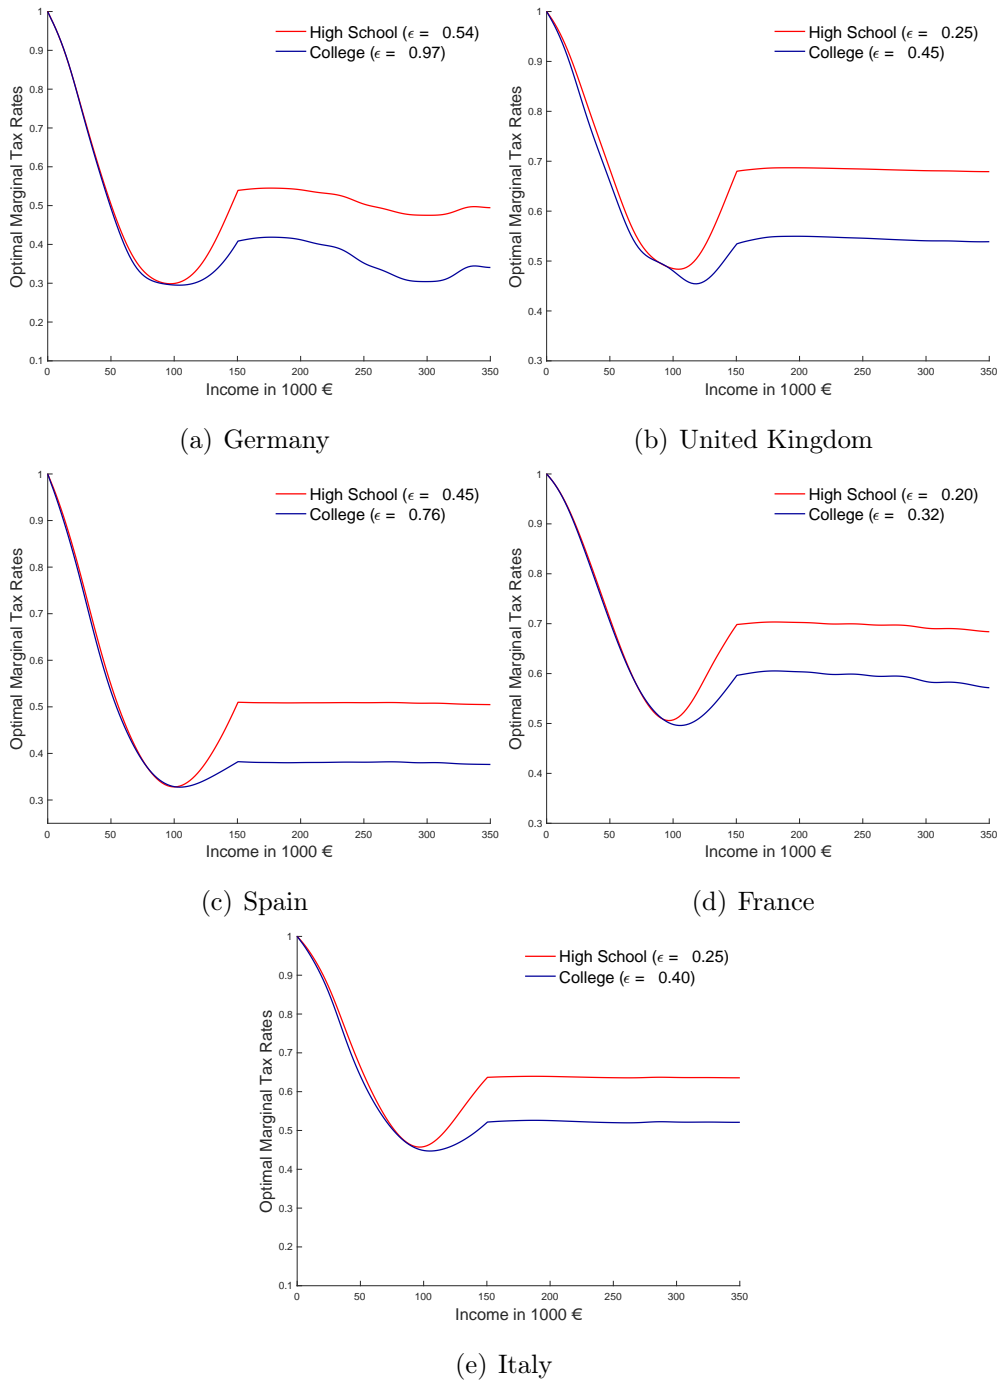 High School (ϵ = 0.54)
College (ϵ = 0.97)
Optimal Marginal Tax Rates
1
0.9
0.8
0.7
0.6
0.5
0.4
0.3
0.2
0.1
0 50 100 150 200 250 300 350
Income in 1000 €
(a) Germany
High School (ϵ = 0.25)
College (ϵ = 0.45)
Optimal Marginal Tax Rates
1
0.9
0.8
0.7
0.6
0.5
0.4
0.3
0 50 100 150 200 250 300 350
Income in 1000 €
(b) United Kingdom
High School (ϵ = 0.45)
College (ϵ = 0.76)
Optimal Marginal Tax Rates
1
0.9
0.8
0.7
0.6
0.5
0.4
0.3
0 50 100 150 200 250 300 350
Income in 1000 €
(c) Spain
High School (ϵ = 0.20)
College (ϵ = 0.32)
Optimal Marginal Tax Rates
1
0.9
0.8
0.7
0.6
0.5
0.4
0.3
0 50 100 150 200 250 300 350
Income in 1000 €
(d) France
High School (ϵ = 0.25)
College (ϵ = 0.40)
Optimal Marginal Tax Rates
1
0.9
0.8
0.7
0.6
0.5
0.4
0.3
0.2
0.1
0 50 100 150 200 250 300 350
Income in 1000 €
(e) Italy